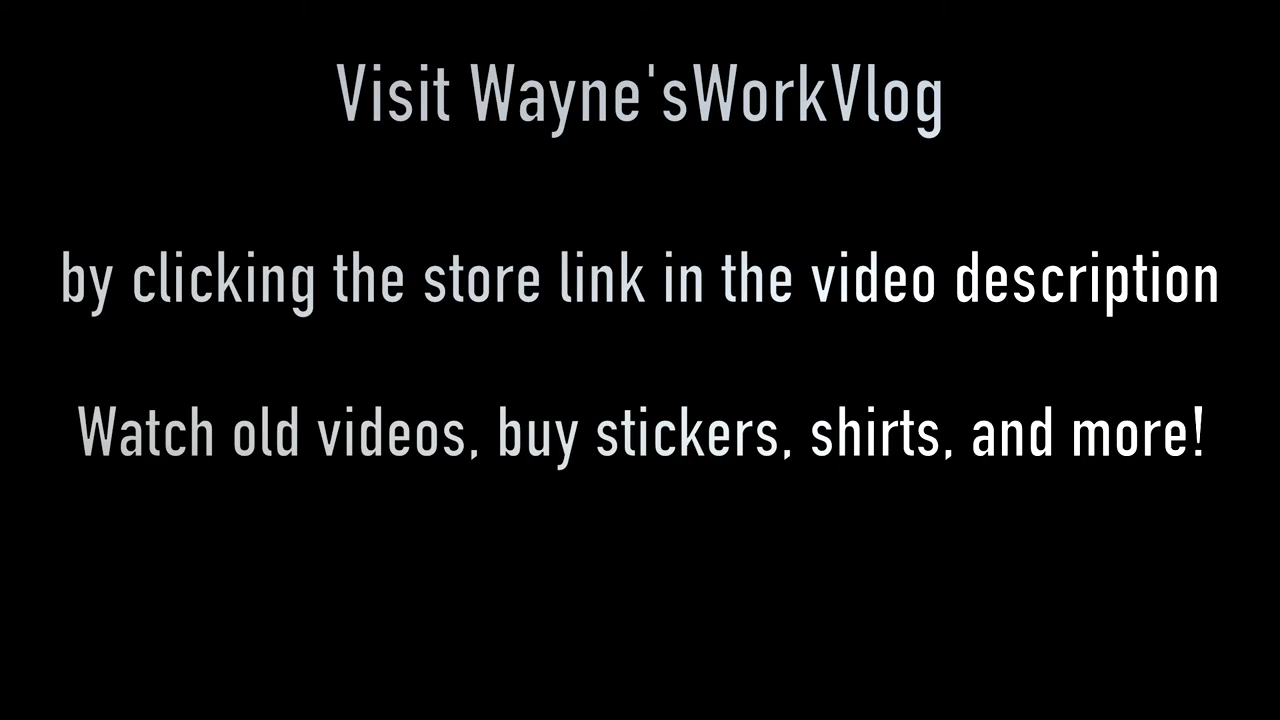 Visit Wayne'sWorkVlog
by clicking the store link in the video description
Watch old videos, buy stickers, shirts, and more!